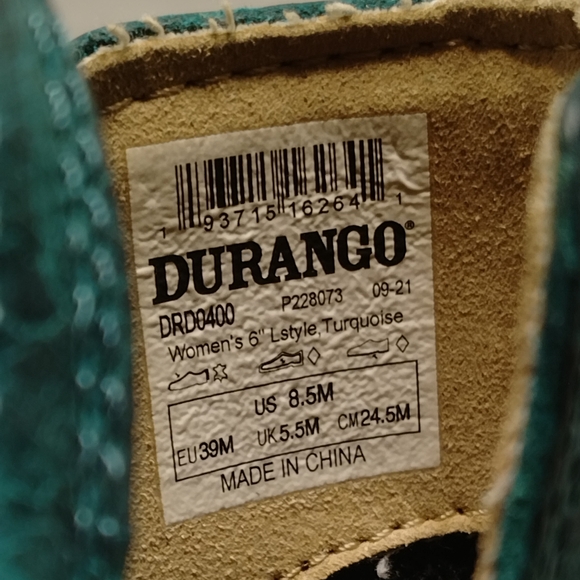 1 93715 16264 1
DURANGO®
DRD0400 P228073 09-21
Women's 6" Lstyle,Turquoise
US 8.5M
EU39M UK5.5M CM24.5M
MADE IN CHINA